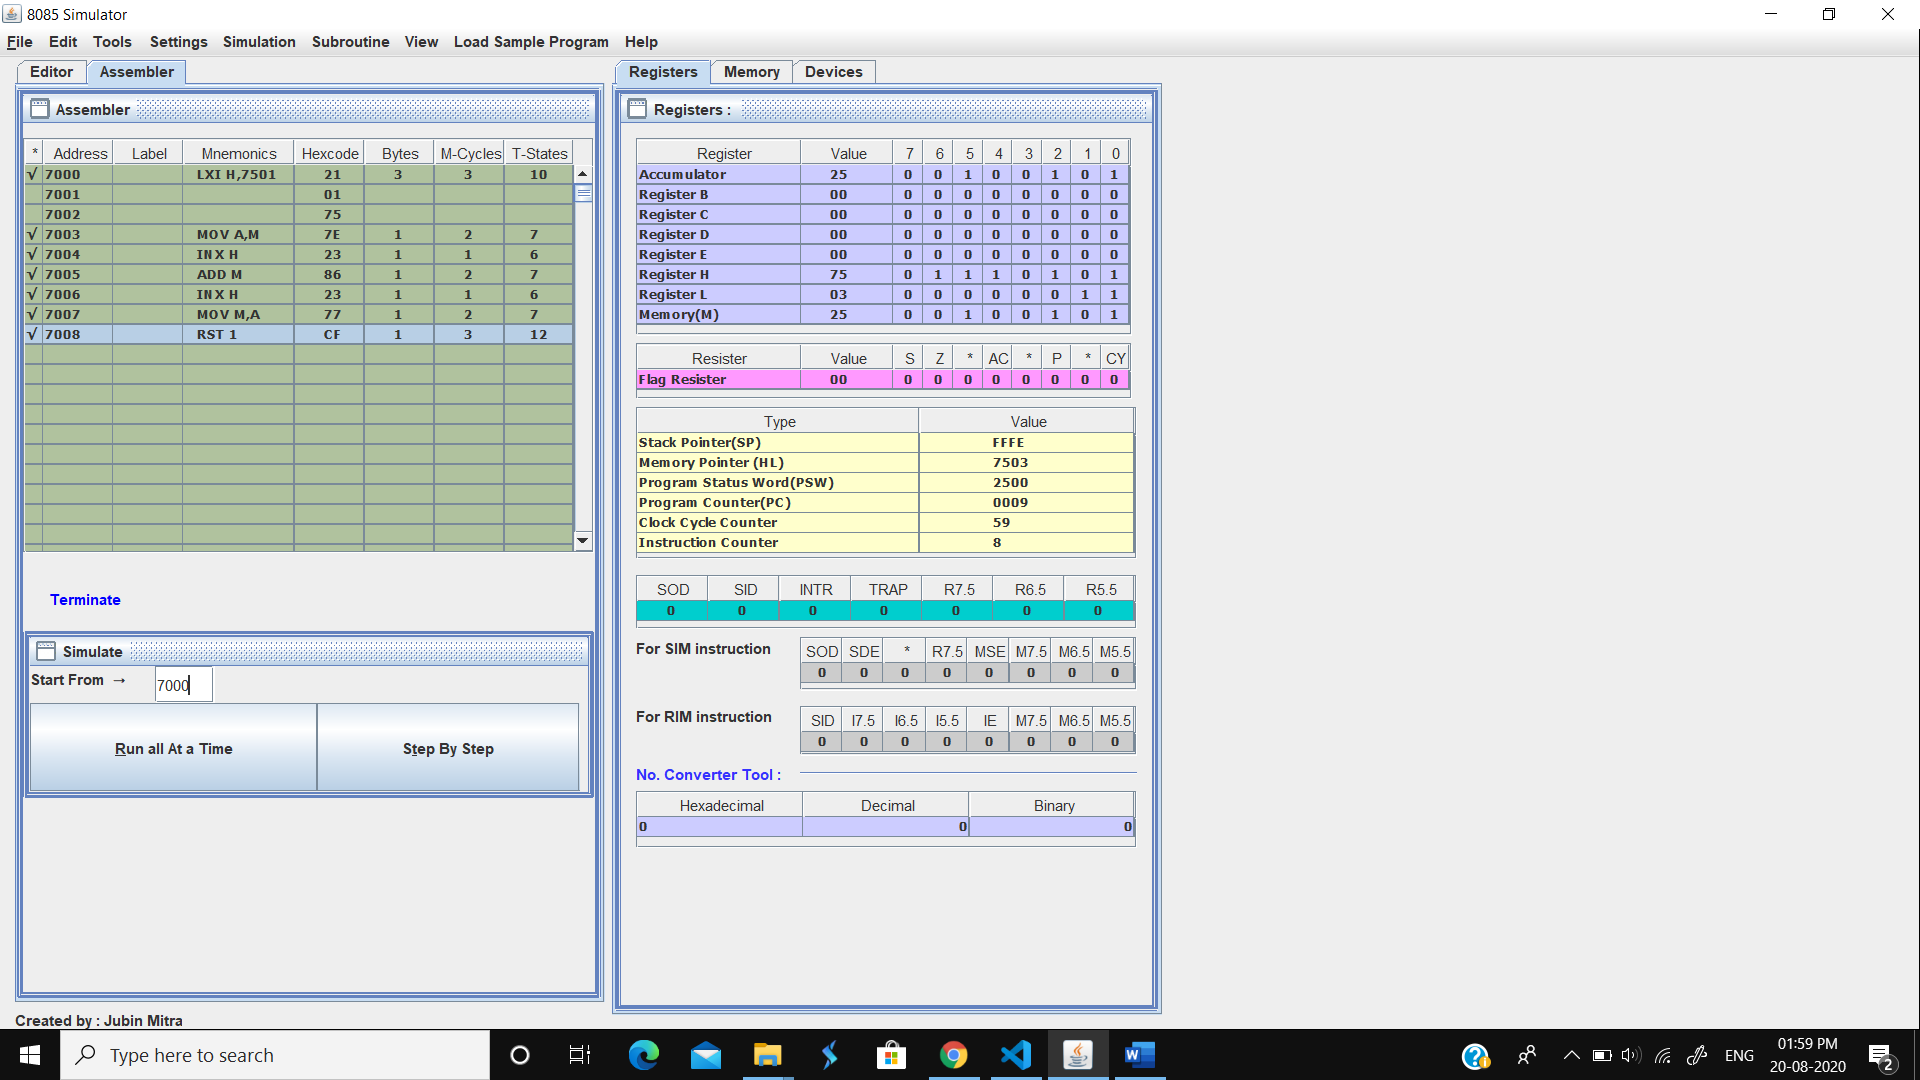 8085 Simulator
File Edit Tools Settings Simulation Subroutine View Load Sample Program Help
Editor Assembler
Assembler
* Address Label Mnemonics Hexcode Bytes M-Cycles T-States
√ 7000 LXI H,7501 21 3 3 10
7001 01
7002 75
√ 7003 MOV A,M 7E 1 2 7
√ 7004 INX H 23 1 1 6
√ 7005 ADD M 86 1 2 7
√ 7006 INX H 23 1 1 6
√ 7007 MOV M,A 77 1 2 7
√ 7008 RST 1 CF 1 3 12
Terminate
Simulate
Start From → 7000
Run all At a Time Step By Step
Created by : Jubin Mitra
Registers Memory Devices
Registers :
Register Value 7 6 5 4 3 2 1 0
Accumulator 25 0 0 1 0 0 1 0 1
Register B 00 0 0 0 0 0 0 0 0
Register C 00 0 0 0 0 0 0 0 0
Register D 00 0 0 0 0 0 0 0 0
Register E 00 0 0 0 0 0 0 0 0
Register H 75 0 1 1 1 0 1 0 1
Register L 03 0 0 0 0 0 0 1 1
Memory(M) 25 0 0 1 0 0 1 0 1
Resister Value S Z * AC * P * CY
Flag Resister 00 0 0 0 0 0 0 0 0
Type Value
Stack Pointer(SP) FFFE
Memory Pointer (HL) 7503
Program Status Word(PSW) 2500
Program Counter(PC) 0009
Clock Cycle Counter 59
Instruction Counter 8
SOD SID INTR TRAP R7.5 R6.5 R5.5
0 0 0 0 0 0 0
For SIM instruction SOD SDE * R7.5 MSE M7.5 M6.5 M5.5
0 0 0 0 0 0 0 0
For RIM instruction SID I7.5 I6.5 I5.5 IE M7.5 M6.5 M5.5
0 0 0 0 0 0 0 0
No. Converter Tool :
Hexadecimal Decimal Binary
0 0 0
Type here to search
ENG
01:59 PM
20-08-2020
2